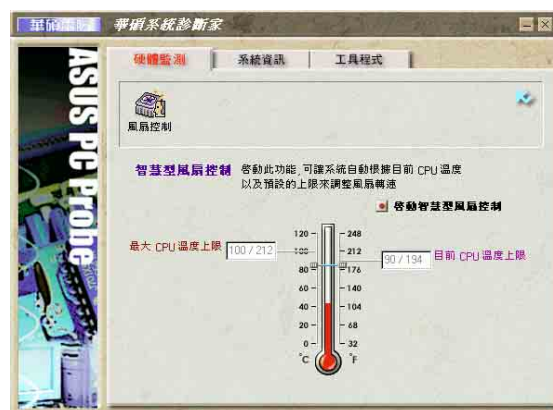 華碩系統診斷家
ASUS PC Probe
硬體監測
系統資訊
工具程式
風扇控制
智慧型風扇控制
啓動此功能,可讓系統自動根據目前 CPU 溫度
以及預設的上限來調整風扇轉速
啓動智慧型風扇控制
最大 CPU 溫度上限
100 / 212
90 / 194
目前 CPU 溫度上限
120 248
100 212
80 176
60 140
40 104
20 68
0 32
°C °F